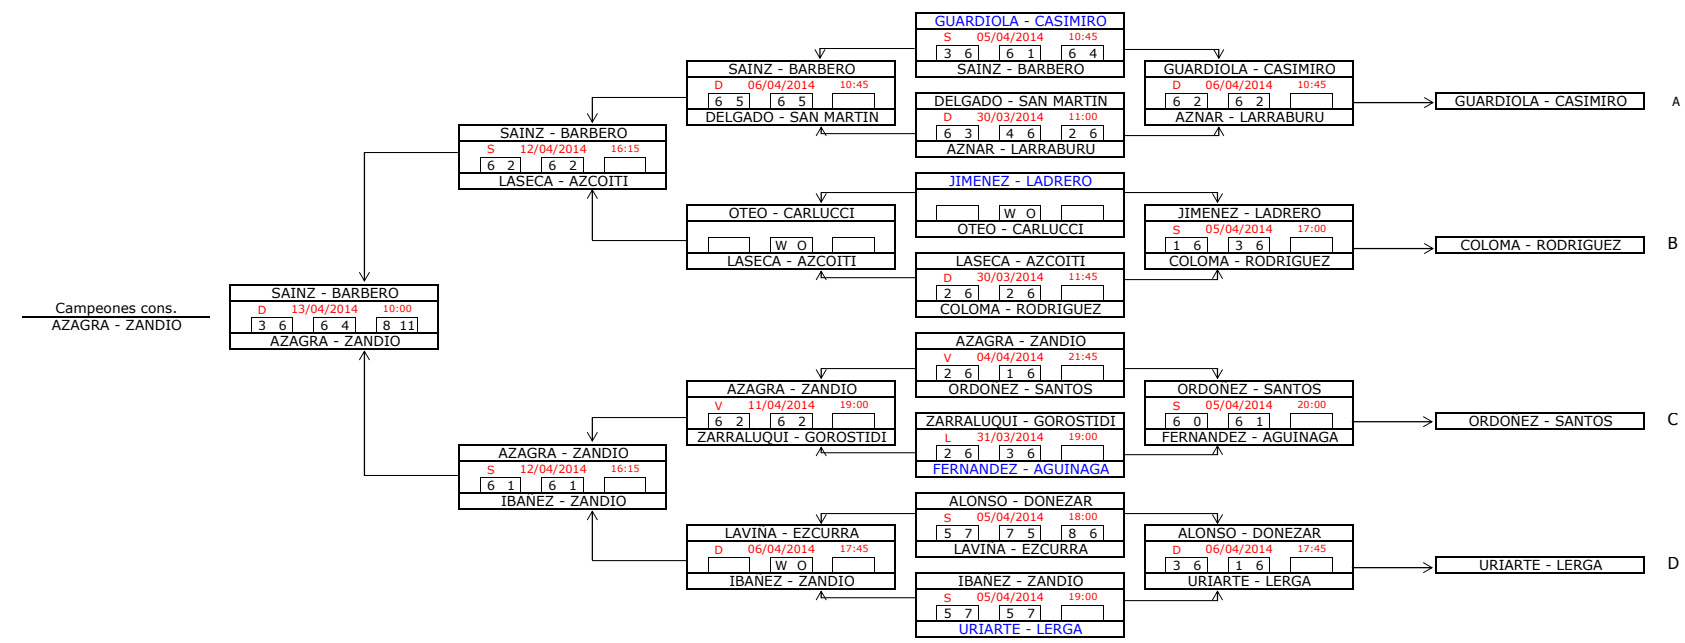 Campeones cons.
AZAGRA - ZANDIO
SAINZ - BARBERO
D 13/04/2014 10:00
3 6 6 4 8 11
AZAGRA - ZANDIO
SAINZ - BARBERO
S 12/04/2014 16:15
6 2 6 2
LASECA - AZCOITI
AZAGRA - ZANDIO
S 12/04/2014 16:15
6 1 6 1
IBAÑEZ - ZANDIO
SAINZ - BARBERO
D 06/04/2014 10:45
6 5 6 5
DELGADO - SAN MARTIN
OTEO - CARLUCCI
W O
LASECA - AZCOITI
AZAGRA - ZANDIO
V 11/04/2014 19:00
6 2 6 2
ZARRALUQUI - GOROSTIDI
LAVIÑA - EZCURRA
D 06/04/2014 17:45
W O
IBAÑEZ - ZANDIO
GUARDIOLA - CASIMIRO
S 05/04/2014 10:45
3 6 6 1 6 4
SAINZ - BARBERO
DELGADO - SAN MARTIN
D 30/03/2014 11:00
6 3 4 6 2 6
AZNAR - LARRABURU
JIMENEZ - LADRERO
W O
OTEO - CARLUCCI
LASECA - AZCOITI
D 30/03/2014 11:45
2 6 2 6
COLOMA - RODRIGUEZ
AZAGRA - ZANDIO
V 04/04/2014 21:45
2 6 1 6
ORDOÑEZ - SANTOS
ZARRALUQUI - GOROSTIDI
L 31/03/2014 19:00
2 6 3 6
FERNANDEZ - AGUINAGA
ALONSO - DONEZAR
S 05/04/2014 18:00
5 7 7 5 8 6
LAVIÑA - EZCURRA
IBAÑEZ - ZANDIO
S 05/04/2014 19:00
5 7 5 7
URIARTE - LERGA
GUARDIOLA - CASIMIRO
D 06/04/2014 10:45
6 2 6 2
AZNAR - LARRABURU
JIMENEZ - LADRERO
S 05/04/2014 17:00
1 6 3 6
COLOMA - RODRIGUEZ
ORDOÑEZ - SANTOS
S 05/04/2014 20:00
6 0 6 1
FERNANDEZ - AGUINAGA
ALONSO - DONEZAR
D 06/04/2014 17:45
3 6 1 6
URIARTE - LERGA
GUARDIOLA - CASIMIRO A
COLOMA - RODRIGUEZ B
ORDOÑEZ - SANTOS C
URIARTE - LERGA D